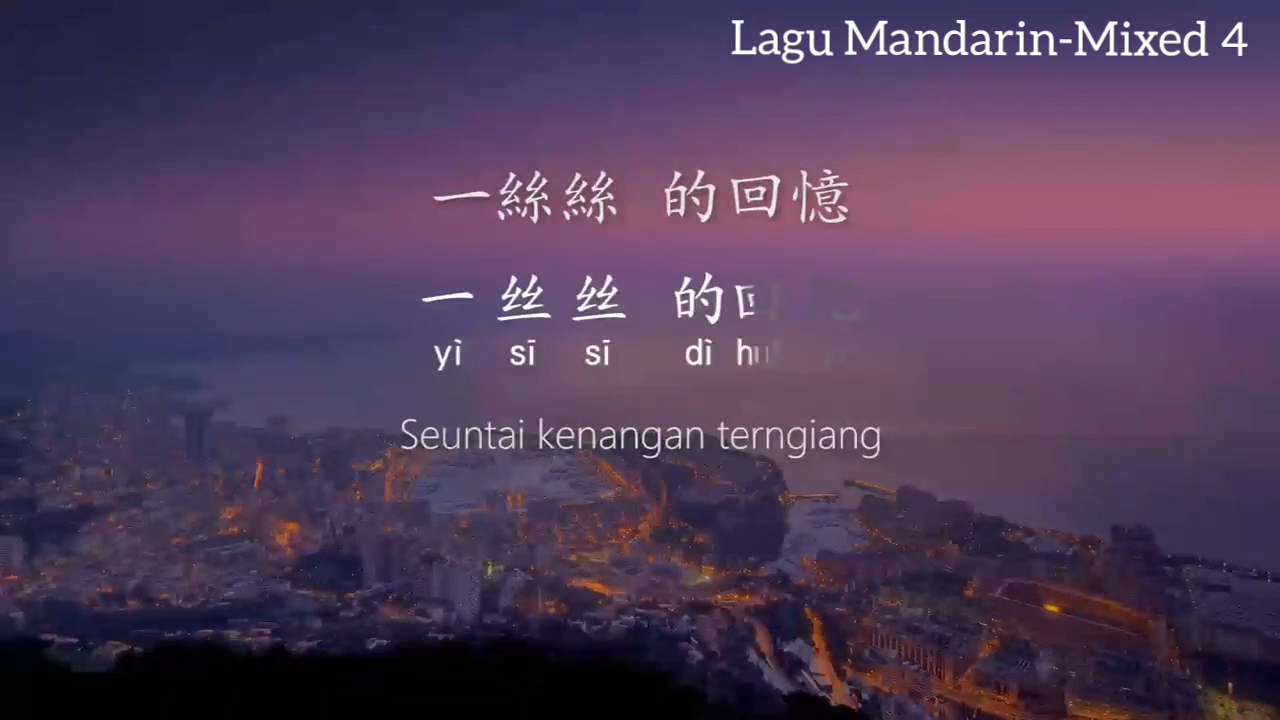 Lagu Mandarin-Mixed 4
一絲絲 的回憶
一 丝 丝 的回
yì sī sī dì
Seuntai kenangan terngiang